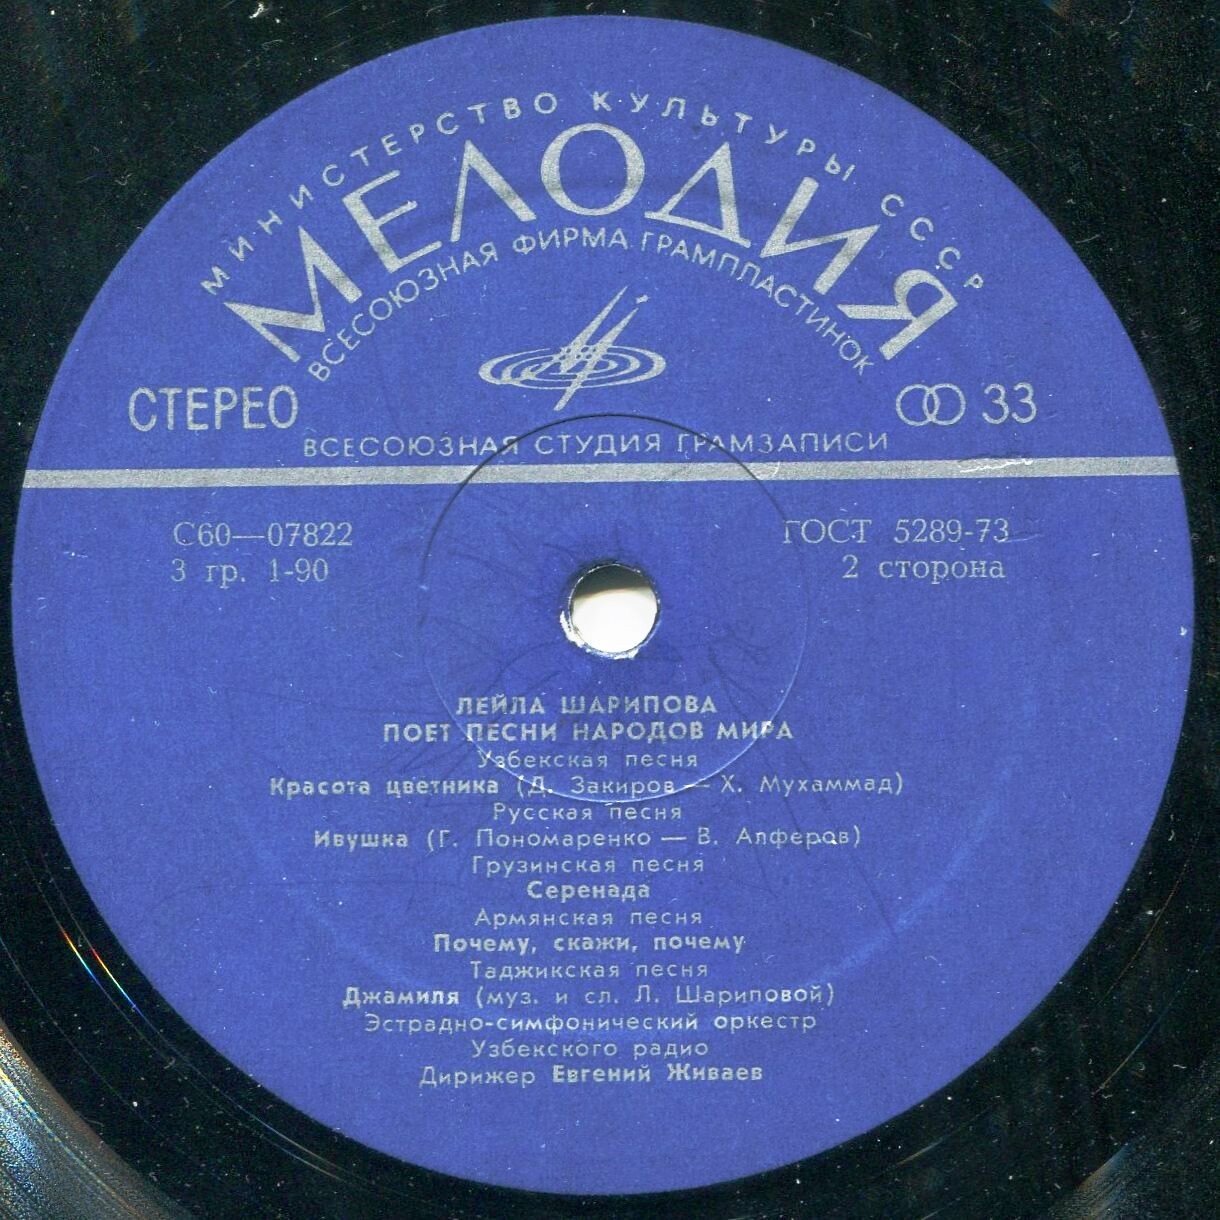 МИНИСТЕРСТВО КУЛЬТУРЫ СССР
МЕЛОДИЯ
ВСЕСОЮЗНАЯ ФИРМА ГРАМПЛАСТИНОК
СТЕРЕО
33
ВСЕСОЮЗНАЯ СТУДИЯ ГРАМЗАПИСИ
С60—07822
ГОСТ 5289-73
3 гр. 1-90
2 сторона
ЛЕЙЛА ШАРИПОВА
ПОЕТ ПЕСНИ НАРОДОВ МИРА
Узбекская песня
Красота цветника (Д. Закиров — Х. Мухаммад)
Русская песня
Ивушка (Г. Пономаренко — В. Алферов)
Грузинская песня
Серенада
Армянская песня
Почему, скажи, почему
Таджикская песня
Джамиля (муз. и сл. Л. Шариповой)
Эстрадно-симфонический оркестр
Узбекского радио
Дирижер Евгений Живаев